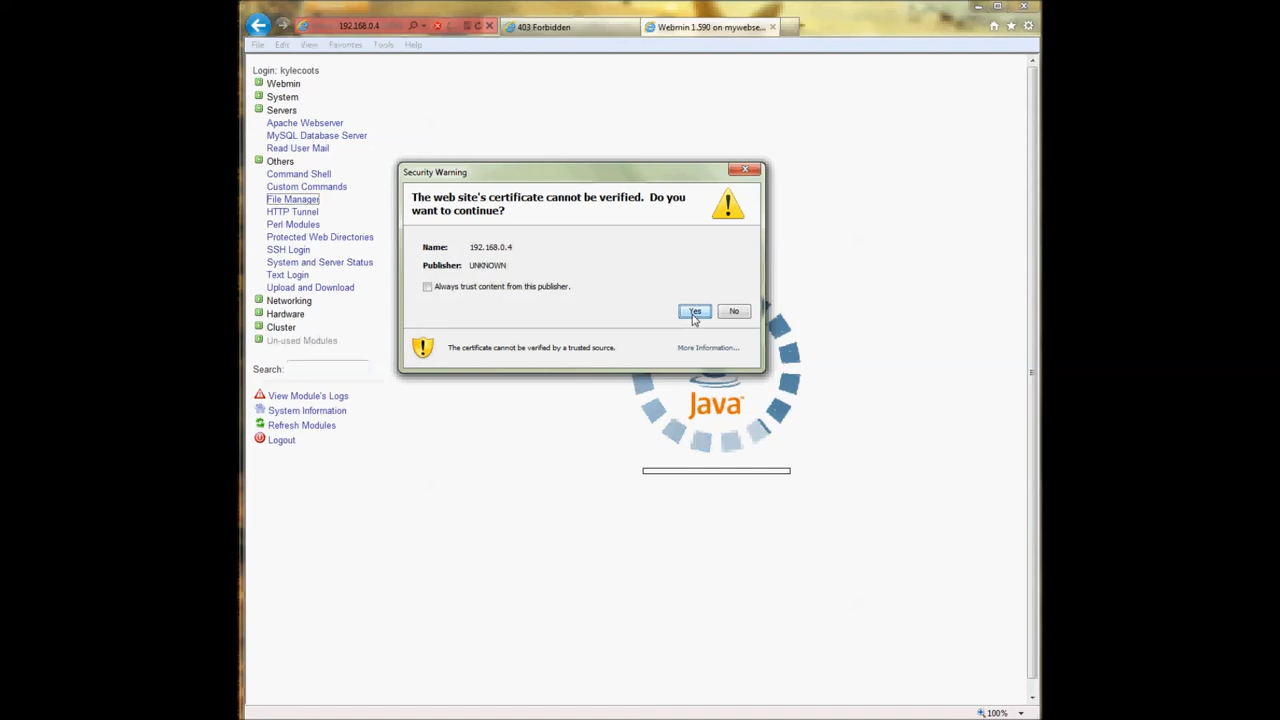 192.168.0.4
403 Forbidden
Webmin 1.590 on mywebse...
File Edit View Favorites Tools Help
Login: kylecoots
Webmin
System
Servers
Apache Webserver
MySQL Database Server
Read User Mail
Others
Command Shell
Custom Commands
File Manager
HTTP Tunnel
Perl Modules
Protected Web Directories
SSH Login
System and Server Status
Text Login
Upload and Download
Networking
Hardware
Cluster
Un-used Modules
Search:
View Module's Logs
System Information
Refresh Modules
Logout
Security Warning
The web site's certificate cannot be verified. Do you
want to continue?
Name: 192.168.0.4
Publisher: UNKNOWN
Always trust content from this publisher.
Yes No
The certificate cannot be verified by a trusted source. More Information...
Java™
100%